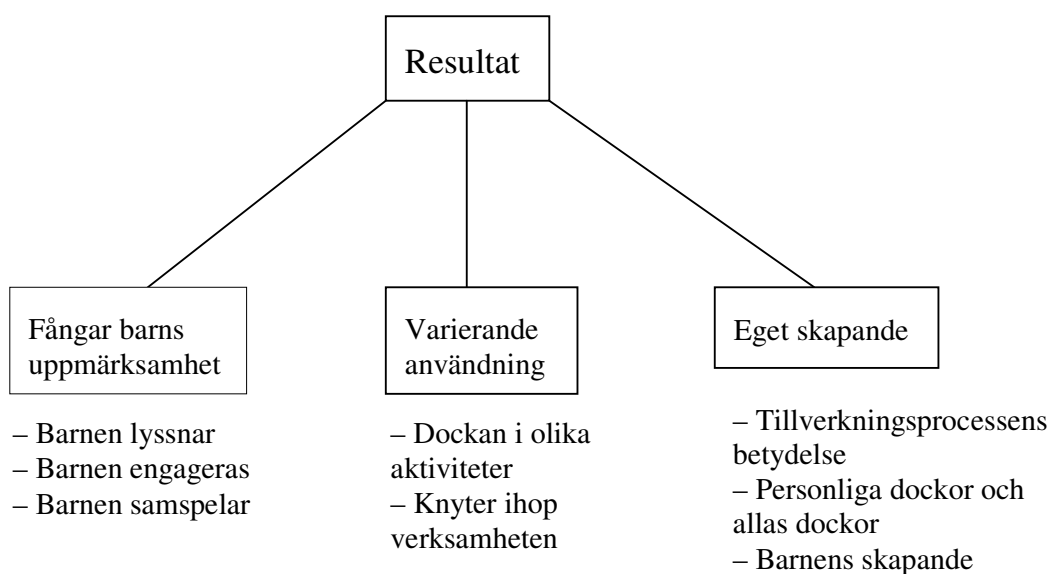 Resultat
Fångar barns
uppmärksamhet
– Barnen lyssnar
– Barnen engageras
– Barnen samspelar
Varierande
användning
– Dockan i olika
aktiviteter
– Knyter ihop
verksamheten
Eget skapande
– Tillverkningsprocessens
betydelse
– Personliga dockor och
allas dockor
– Barnens skapande